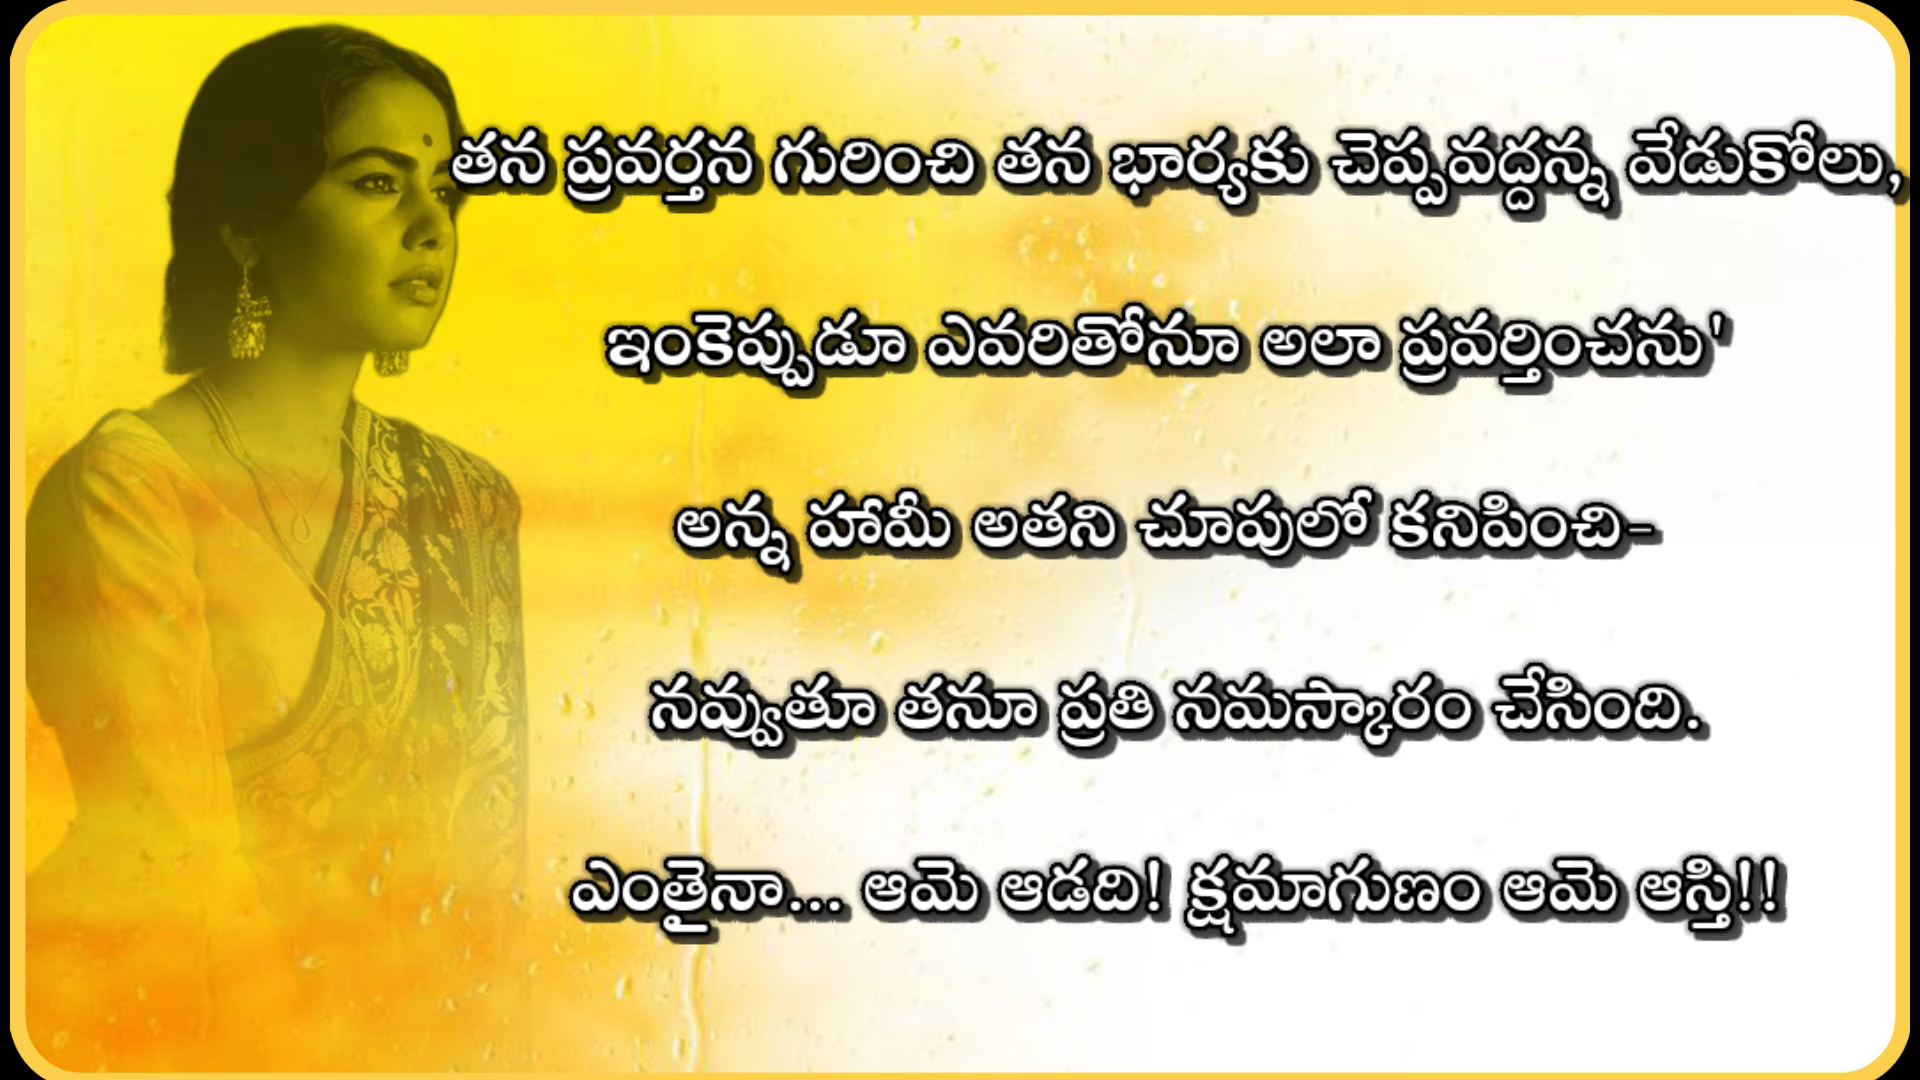 తన ప్రవర్తన గురించి తన భార్యకు చెప్పవద్దన్న వేడుకోలు,
ఇంకెప్పుడూ ఎవరితోనూ అలా ప్రవర్తించను'
అన్న హామీ అతని చూపులో కనిపించి-
నవ్వుతూ తనూ ప్రతి నమస్కారం చేసింది.
ఎంతైనా... ఆమె ఆడది! క్షమాగుణం ఆమె ఆస్తి!!